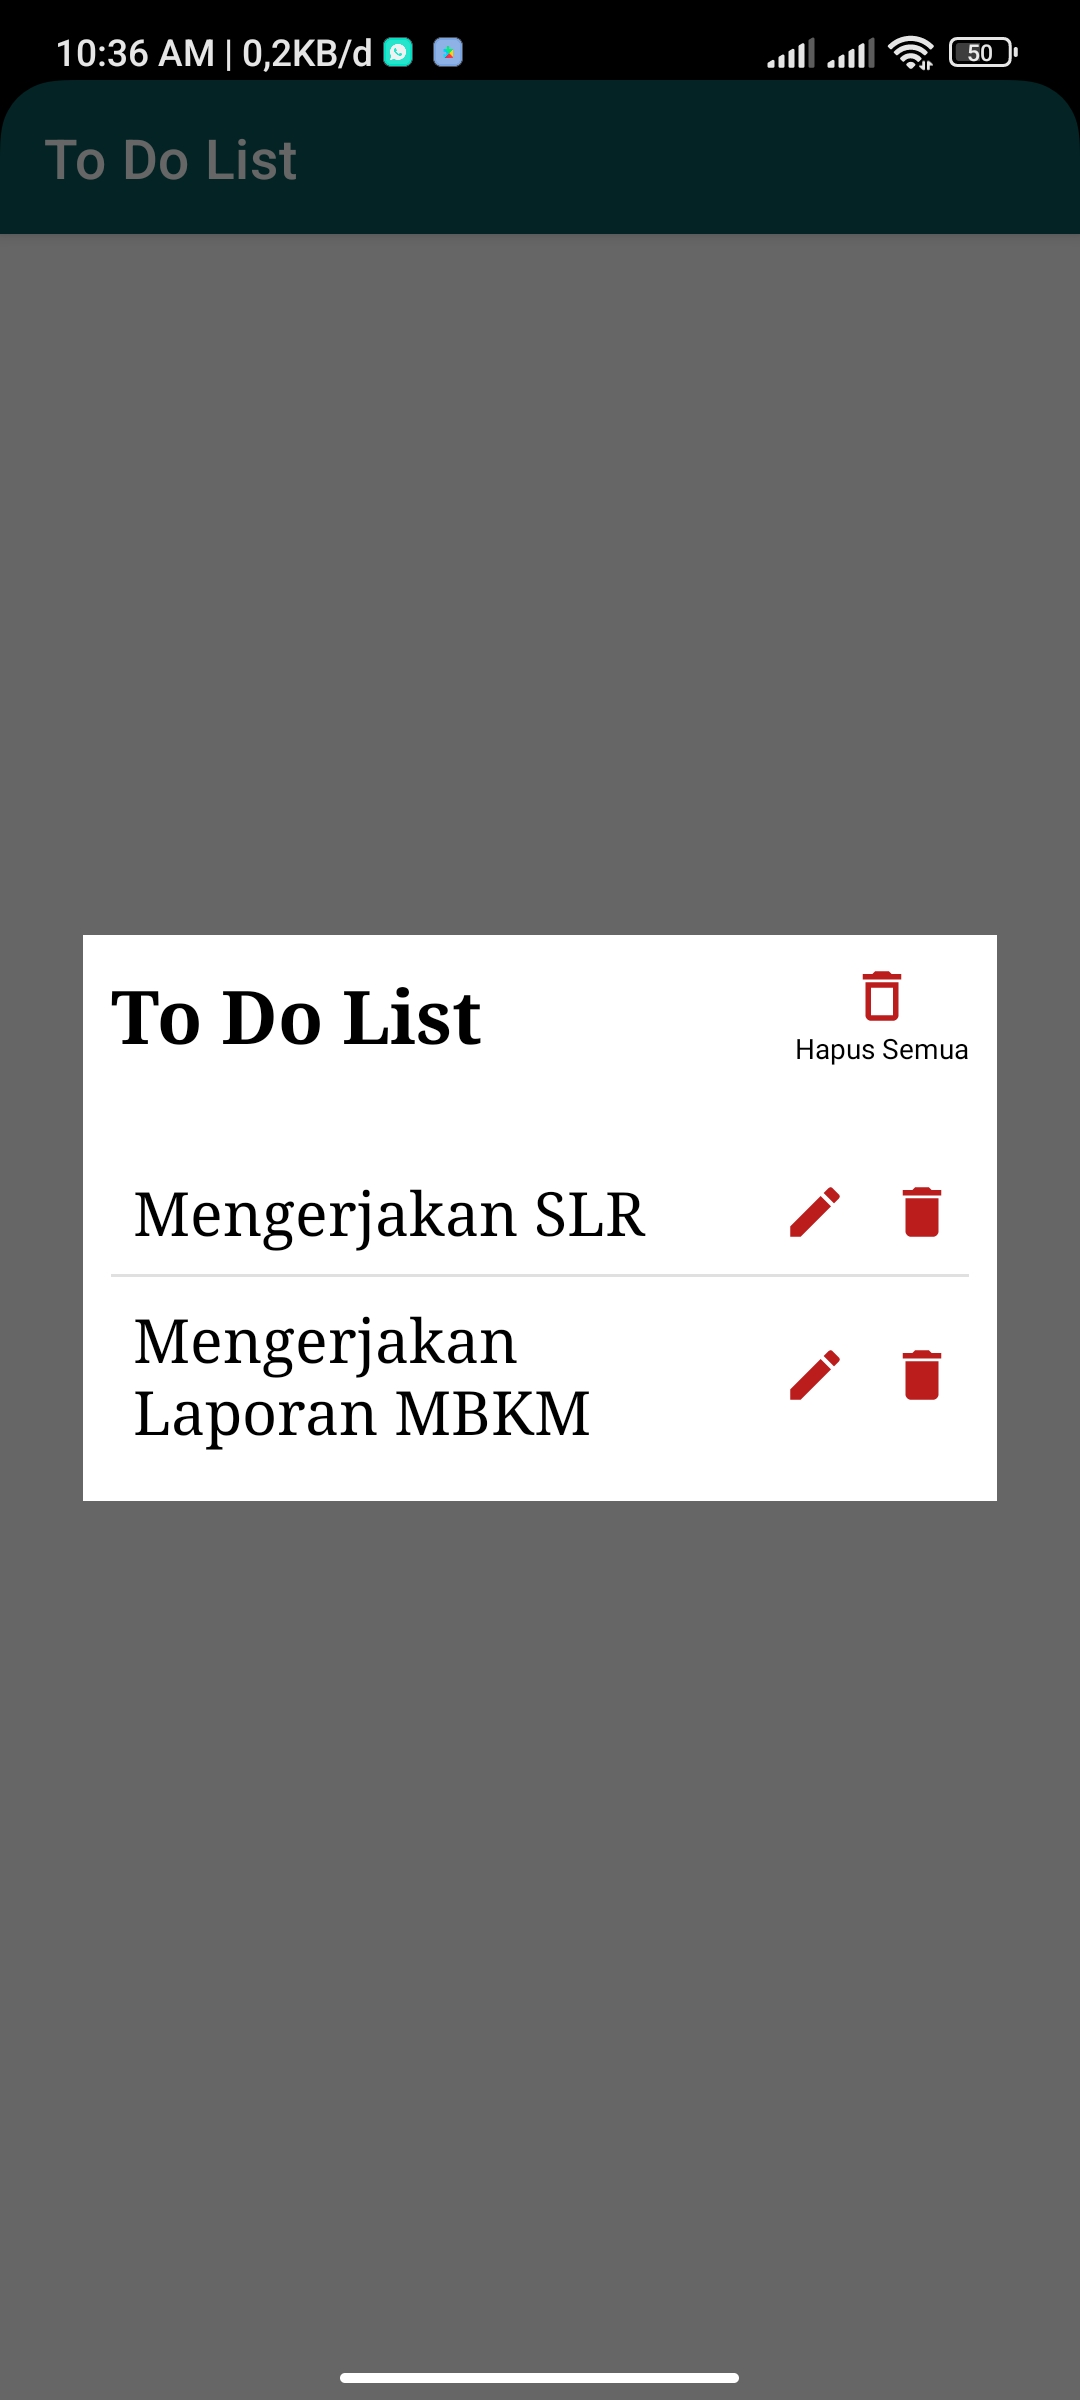 10:36 AM | 0,2KB/d
50
To Do List
To Do List
Hapus Semua
Mengerjakan SLR
Mengerjakan
Laporan MBKM